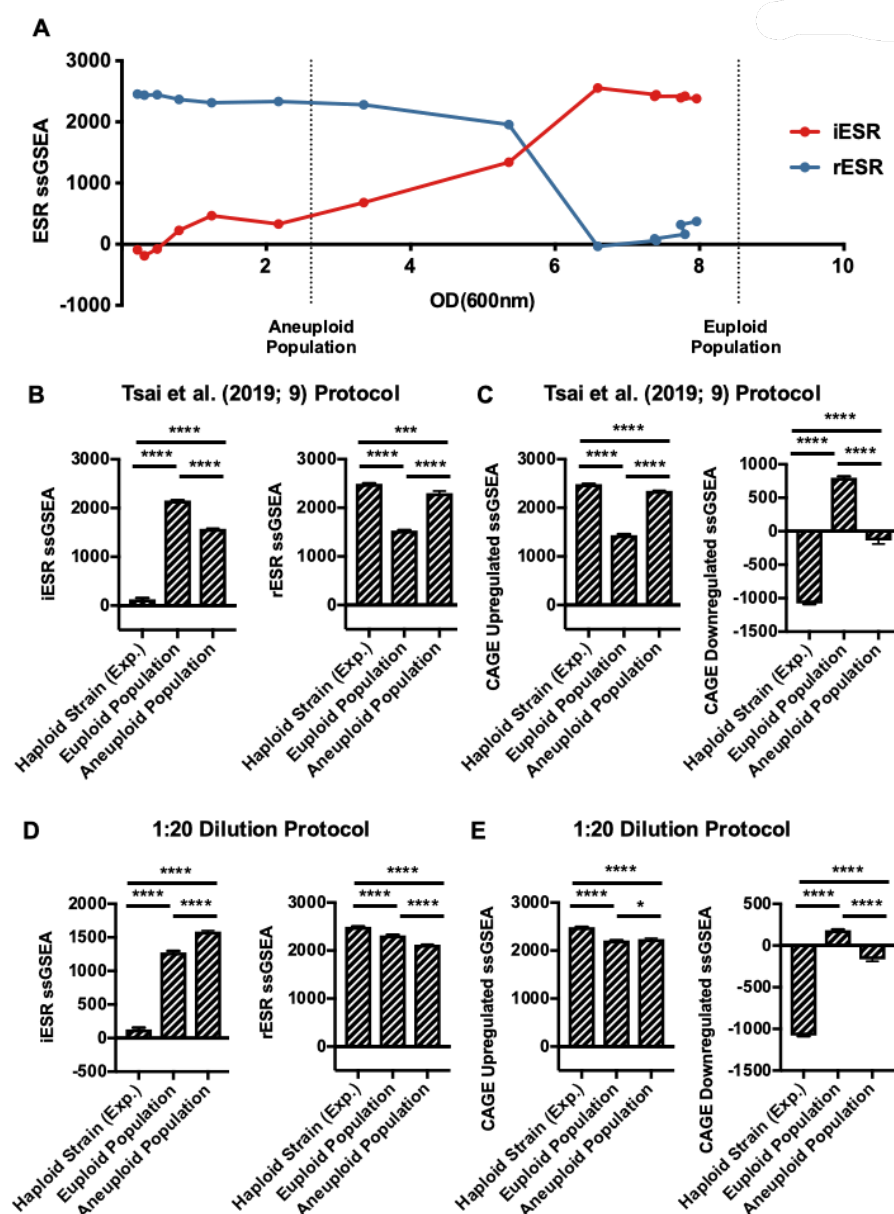 A
3000
2000
1000
0
-1000
ESR ssGSEA
2
4
6
8
10
OD(600nm)
Aneuploid
Population
Euploid
Population
iESR
rESR
B
Tsai et al. (2019; 9) Protocol
****
****
****
3000
2000
1000
0
iESR ssGSEA
Haploid Strain (Exp.)
Euploid Population
Aneuploid Population
***
****
****
3000
2000
1000
0
rESR ssGSEA
Haploid Strain (Exp.)
Euploid Population
Aneuploid Population
C
Tsai et al. (2019; 9) Protocol
****
****
****
3000
2000
1000
0
CAGE Upregulated ssGSEA
Haploid Strain (Exp.)
Euploid Population
Aneuploid Population
****
****
****
1000
500
0
-500
-1000
-1500
CAGE Downregulated ssGSEA
Haploid Strain (Exp.)
Euploid Population
Aneuploid Population
D
1:20 Dilution Protocol
****
****
****
2000
1500
1000
500
0
-500
iESR ssGSEA
Haploid Strain (Exp.)
Euploid Population
Aneuploid Population
****
****
****
3000
2000
1000
0
rESR ssGSEA
Haploid Strain (Exp.)
Euploid Population
Aneuploid Population
E
1:20 Dilution Protocol
****
****
*
3000
2000
1000
0
CAGE Upregulated ssGSEA
Haploid Strain (Exp.)
Euploid Population
Aneuploid Population
****
****
****
500
0
-500
-1000
-1500
CAGE Downregulated ssGSEA
Haploid Strain (Exp.)
Euploid Population
Aneuploid Population